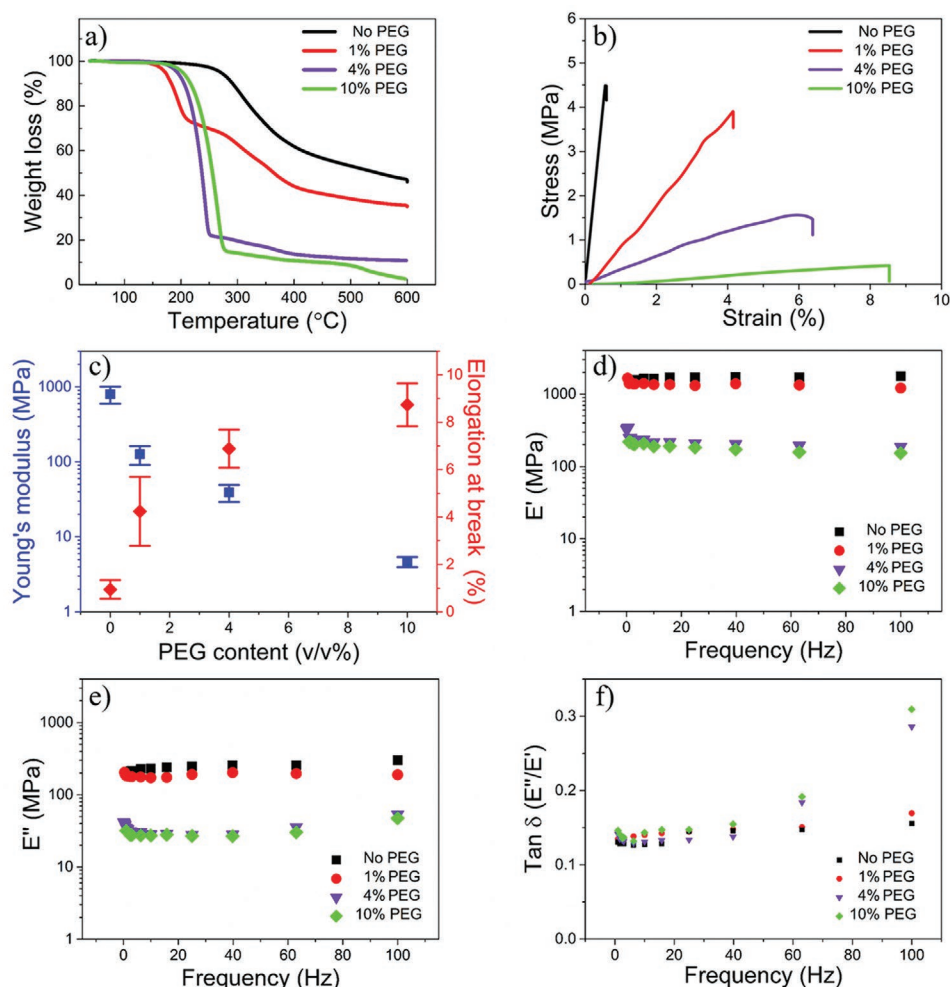 a)
No PEG
1% PEG
4% PEG
10% PEG
Weight loss (%)
100
80
60
40
20
0
100 200 300 400 500 600
Temperature (°C)
b)
No PEG
1% PEG
4% PEG
10% PEG
Stress (MPa)
6
5
4
3
2
1
0
0 2 4 6 8 10
Strain (%)
c)
Young's modulus (MPa)
1000
100
10
1
Elongation at break (%)
10
8
6
4
2
0
0 2 4 6 8 10
PEG content (v/v%)
d)
E' (MPa)
1000
100
10
1
No PEG
1% PEG
4% PEG
10% PEG
0 20 40 60 80 100
Frequency (Hz)
e)
E" (MPa)
1000
100
10
1
No PEG
1% PEG
4% PEG
10% PEG
0 20 40 60 80 100
Frequency (Hz)
f)
Tan δ (E"/E')
0.3
0.2
0.1
0.0
No PEG
1% PEG
4% PEG
10% PEG
0 20 40 60 80 100
Frequency (Hz)